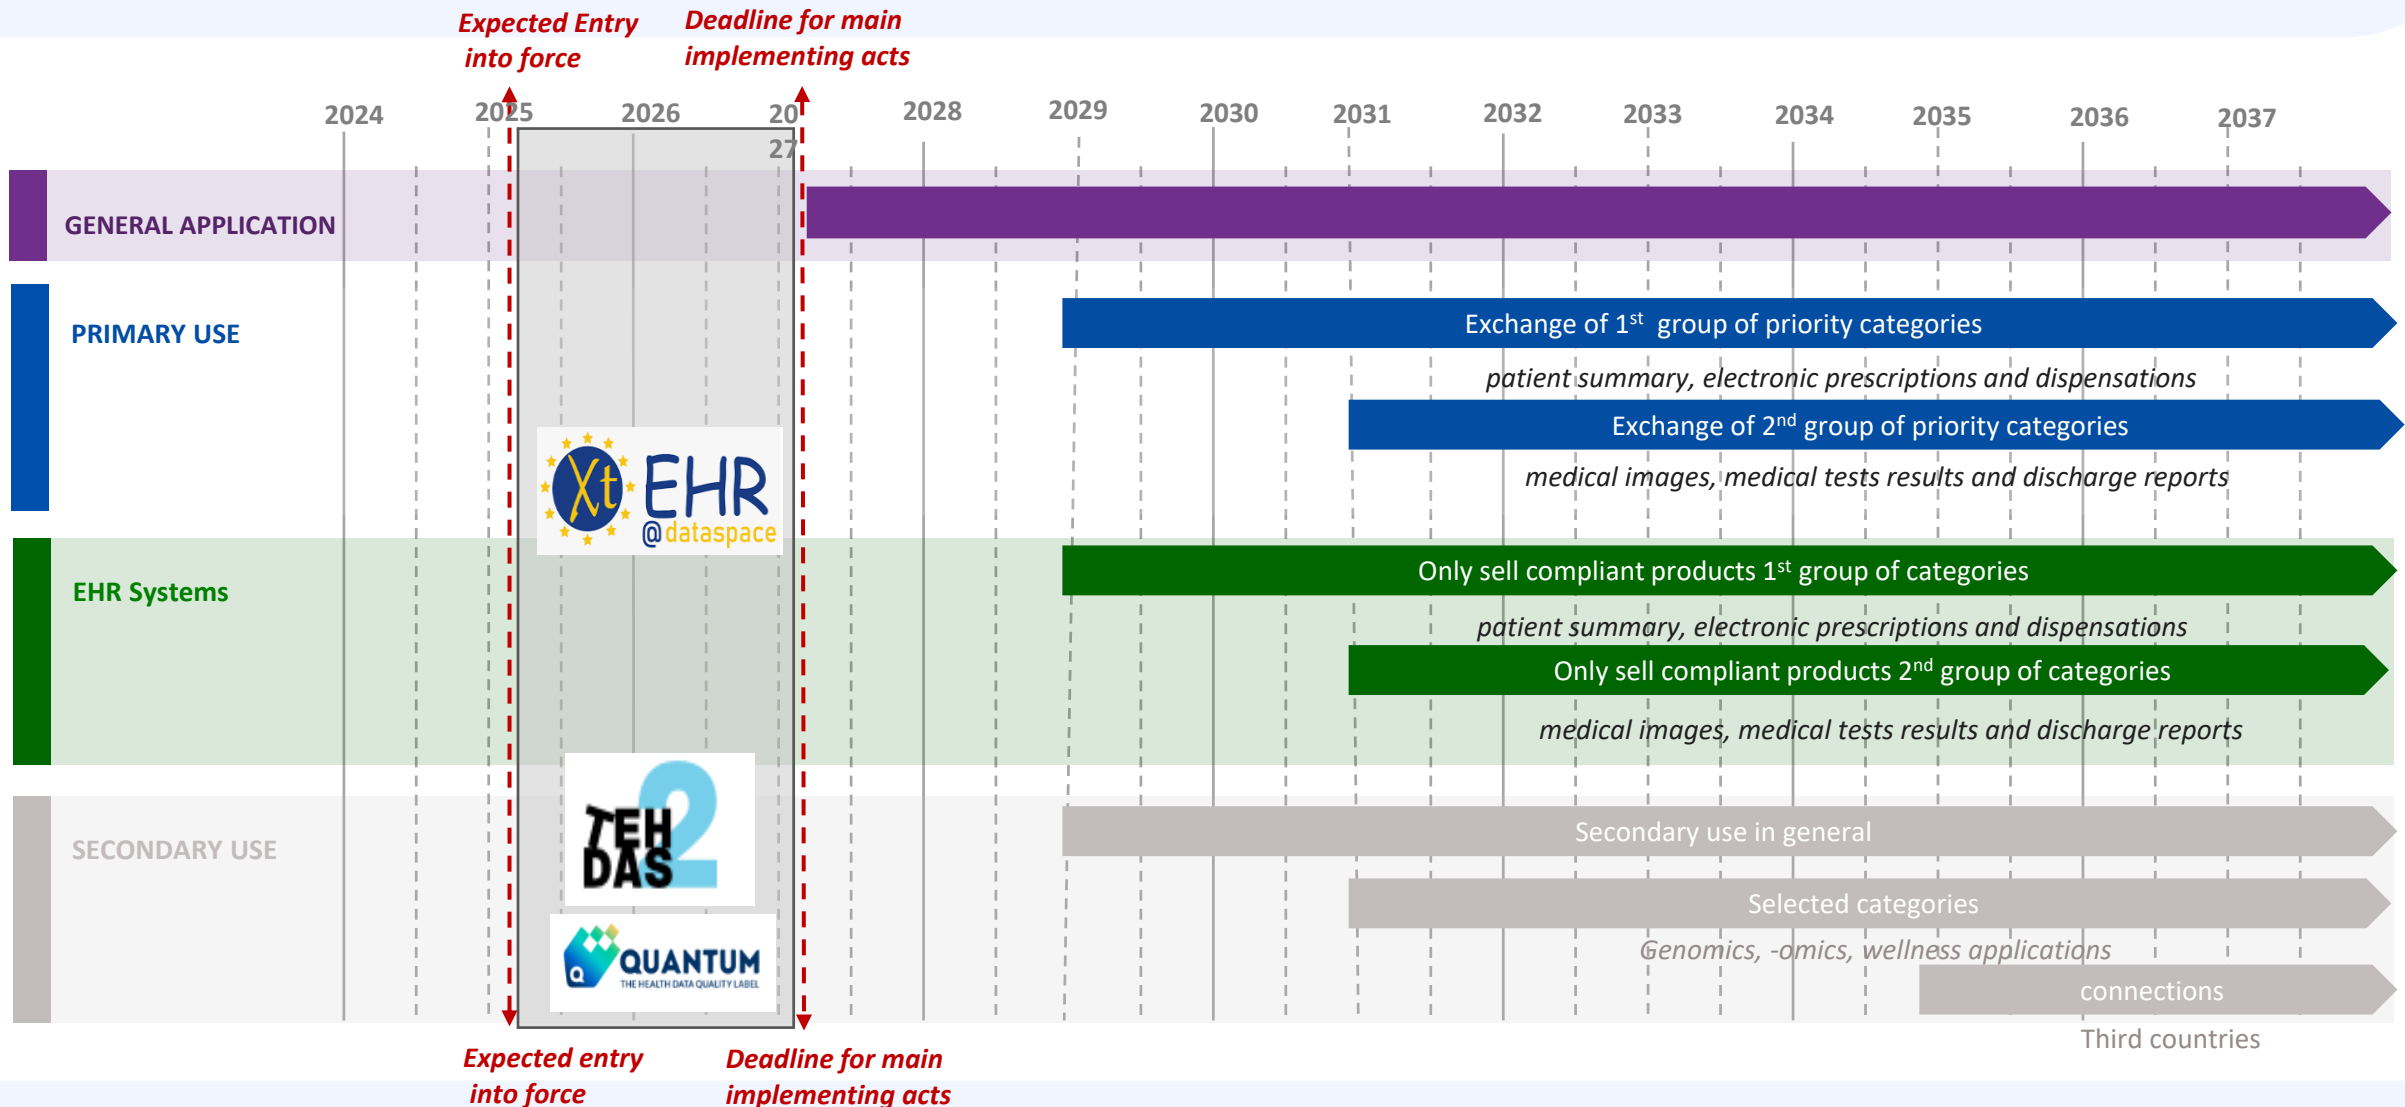 Expected Entry
into force
Deadline for main
implementing acts
2024
2025
2026
20
27
2028
2029
2030
2031
2032
2033
2034
2035
2036
2037
GENERAL APPLICATION
PRIMARY USE
Exchange of 1st group of priority categories
patient summary, electronic prescriptions and dispensations
Exchange of 2nd group of priority categories
medical images, medical tests results and discharge reports
Xt EHR
@dataspace
EHR Systems
Only sell compliant products 1st group of categories
patient summary, electronic prescriptions and dispensations
Only sell compliant products 2nd group of categories
medical images, medical tests results and discharge reports
SECONDARY USE
TEH
DAS
2
Q
QUANTUM
THE HEALTH DATA QUALITY LABEL
Secondary use in general
Selected categories
Genomics, -omics, wellness applications
connections
Third countries
Expected entry
into force
Deadline for main
implementing acts